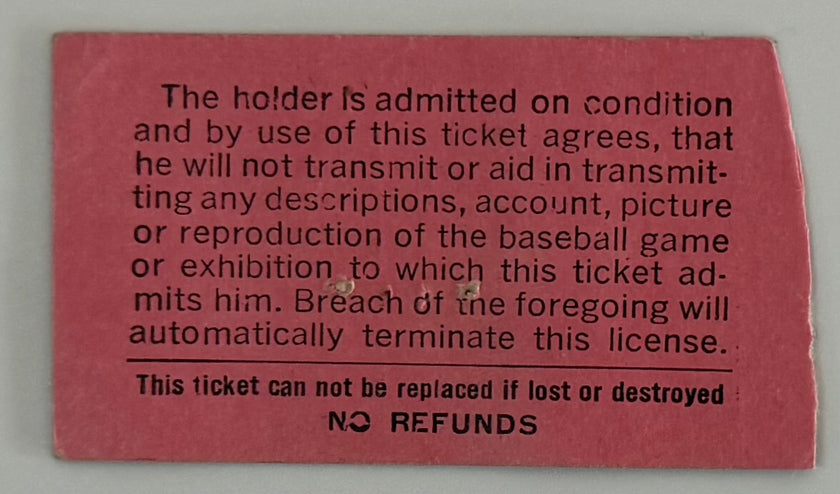 The holder is admitted on condition
and by use of this ticket agrees, that
he will not transmit or aid in transmit-
ting any descriptions, account, picture
or reproduction of the baseball game
or exhibition to which this ticket ad-
mits him. Breach of the foregoing will
automatically terminate this license.
This ticket can not be replaced if lost or destroyed
NO REFUNDS